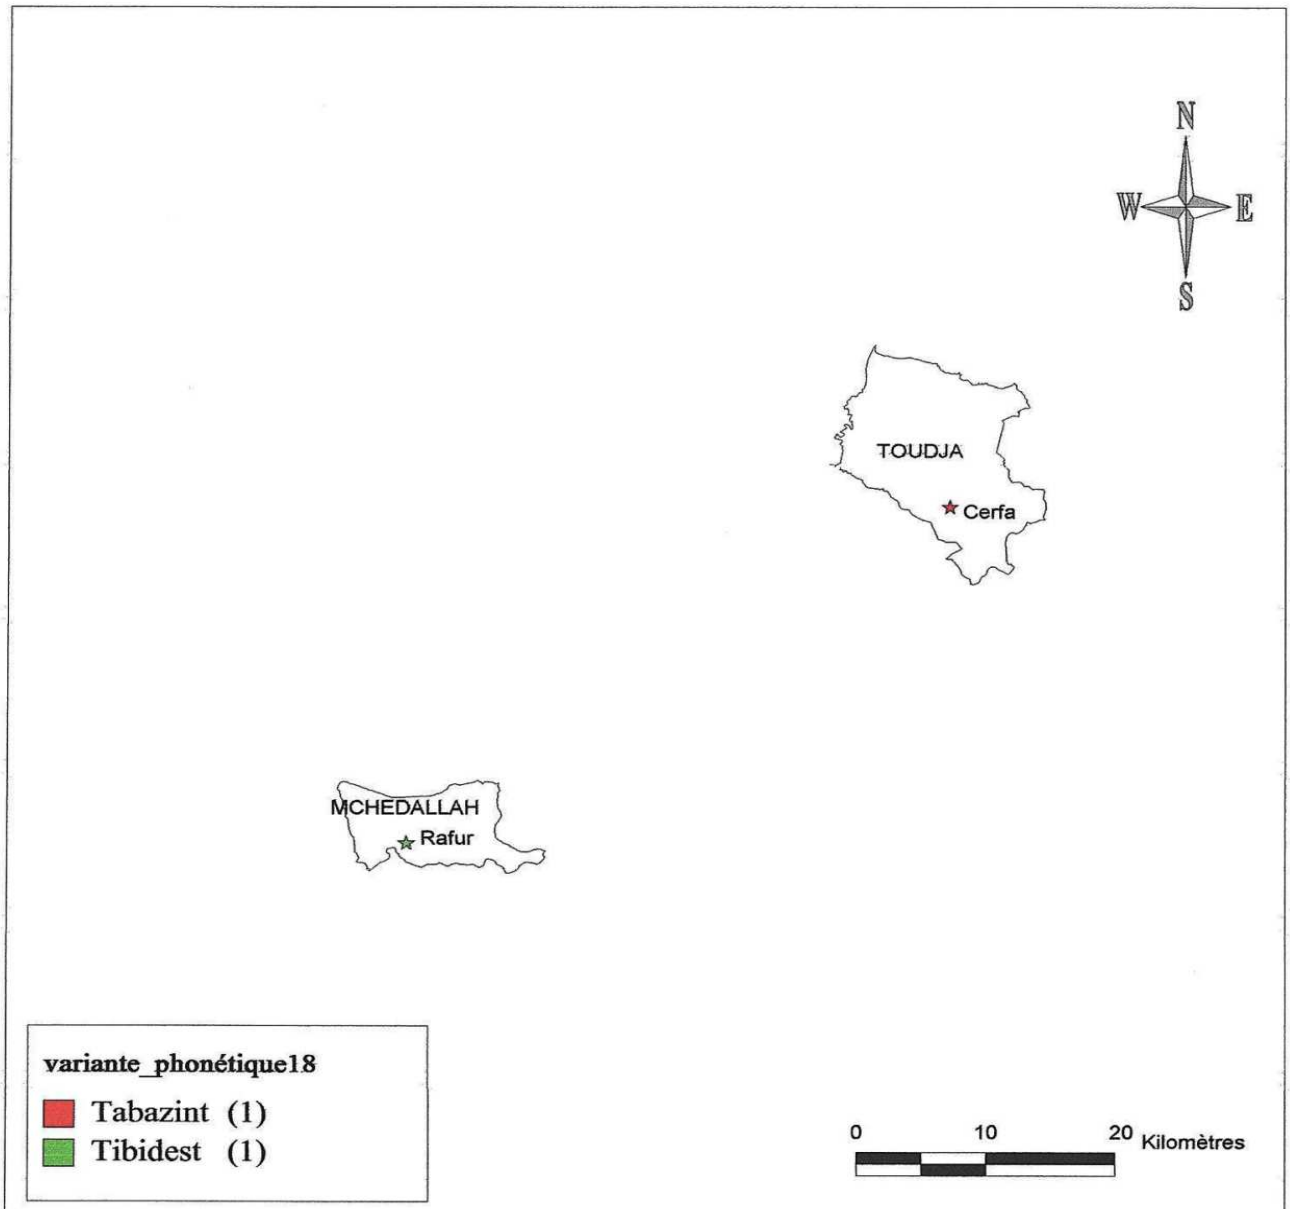 N
W E
S
TOUDJA
Cerfa
MCHEDALLAH
Rafur
variante_phonétique18
Tabazint (1)
Tibidest (1)
0 10 20 Kilomètres